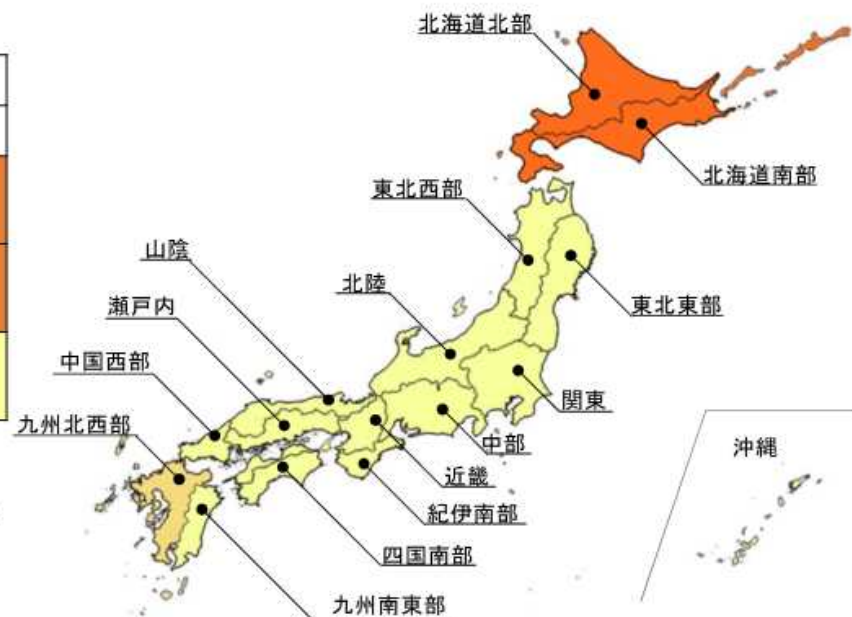 北海道北部
北海道南部
東北西部
山陰
北陸
瀬戸内
東北東部
中国西部
関東
九州北西部
中部
沖縄
近畿
紀伊南部
四国南部
九州南東部